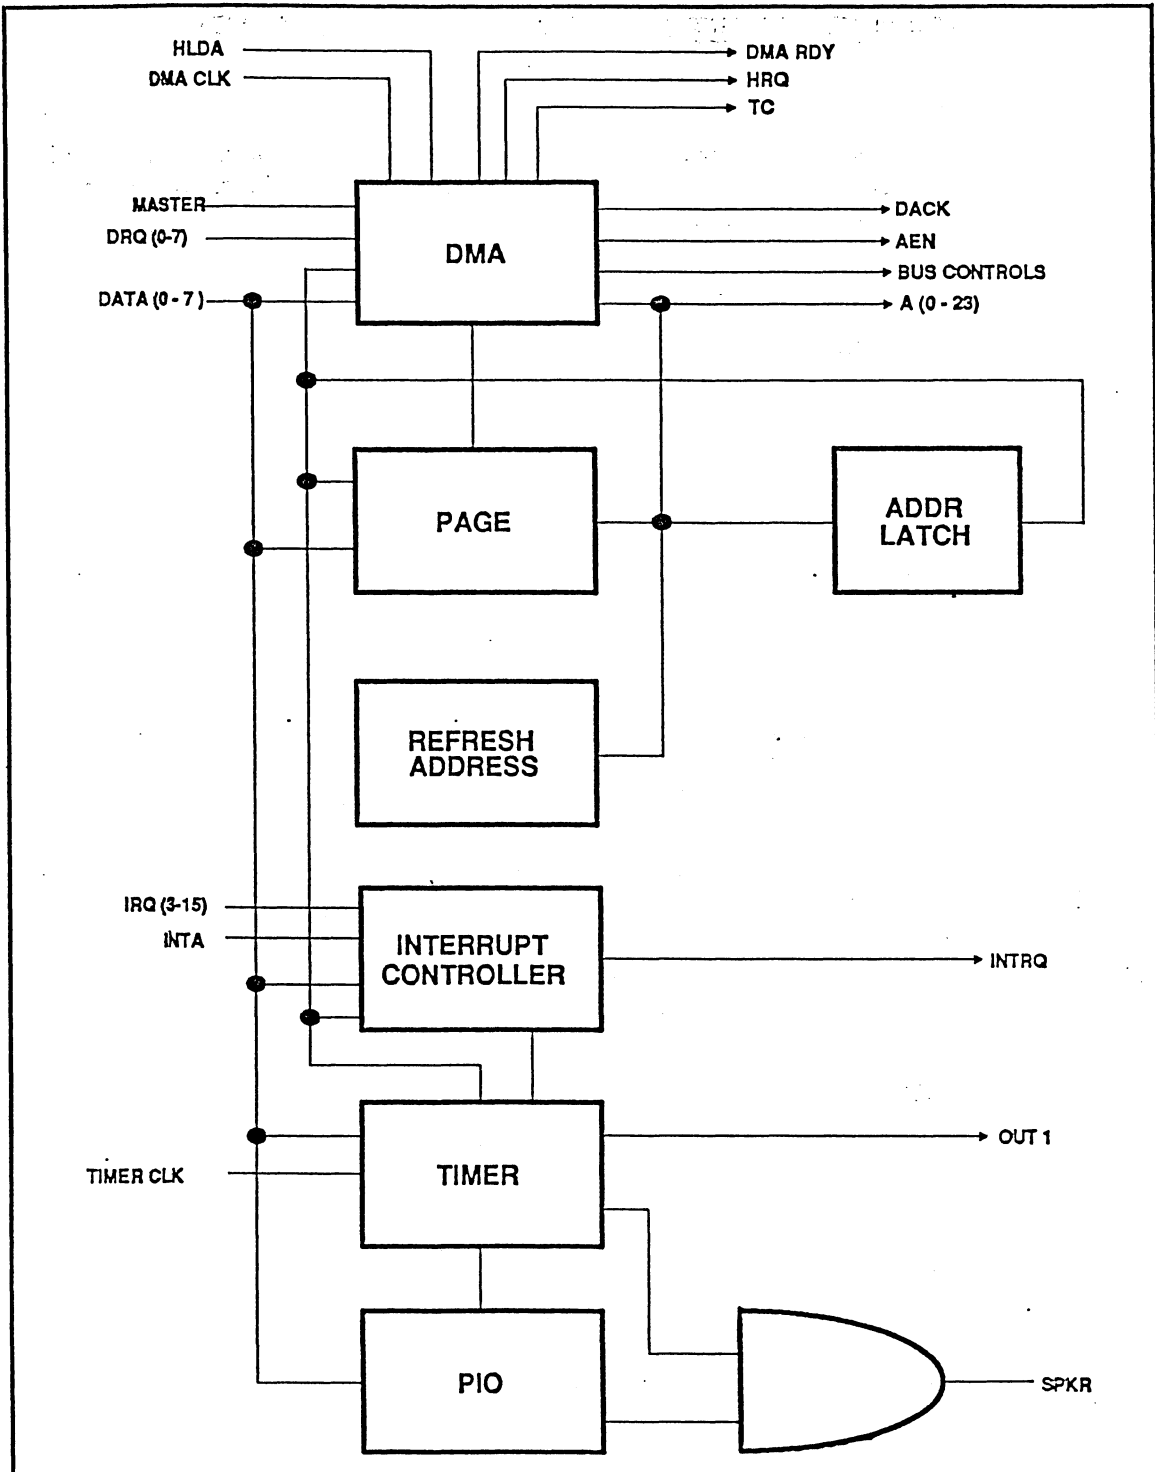 HLDA
DMA RDY
DMA CLK
HRQ
TC
MASTER
DACK
DRQ (0-7)
AEN
DMA
BUS CONTROLS
DATA (0 - 7 )
A (0 - 23)
PAGE
ADDR
LATCH
REFRESH
ADDRESS
IRQ (3-15)
INTA
INTERRUPT
CONTROLLER
INTRQ
OUT 1
TIMER CLK
TIMER
PIO
SPKR